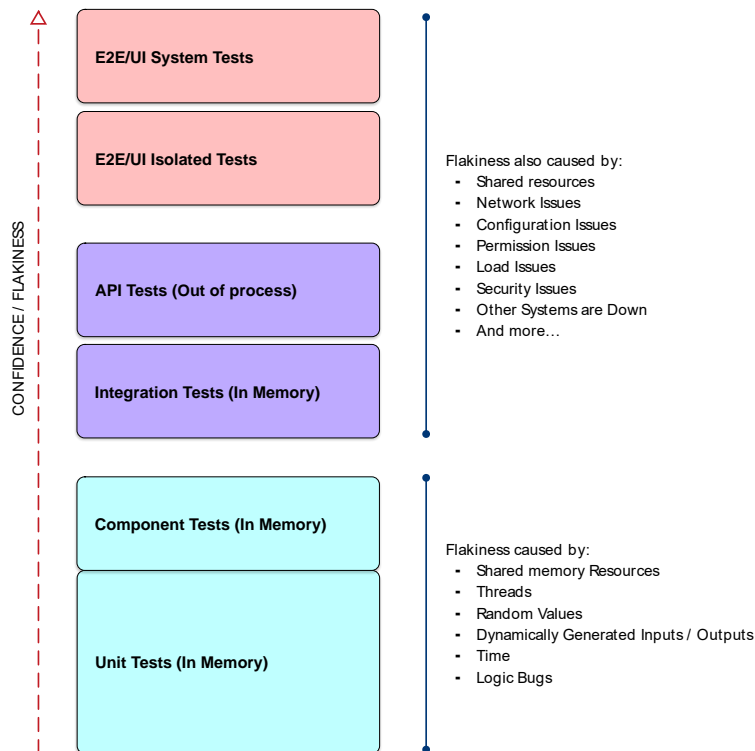 E2E/UI System Tests
E2E/UI Isolated Tests
API Tests (Out of process)
Integration Tests (In Memory)
Component Tests (In Memory)
Unit Tests (In Memory)
CONFIDENCE / FLAKINESS
Flakiness also caused by:
- Shared resources
- Network Issues
- Configuration Issues
- Permission Issues
- Load Issues
- Security Issues
- Other Systems are Down
- And more…
Flakiness caused by:
- Shared memory Resources
- Threads
- Random Values
- Dynamically Generated Inputs / Outputs
- Time
- Logic Bugs